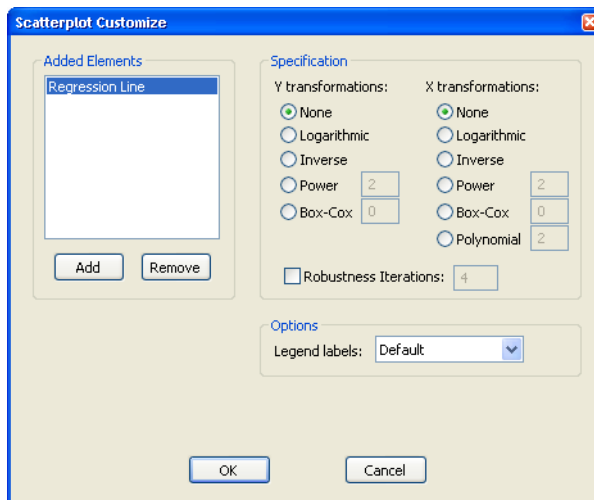 Scatterplot Customize
Added Elements
Regression Line
Add
Remove
Specification
Y transformations:
None
Logarithmic
Inverse
Power 2
Box-Cox 0
X transformations:
None
Logarithmic
Inverse
Power 2
Box-Cox 0
Polynomial 2
Robustness Iterations: 4
Options
Legend labels: Default
OK
Cancel